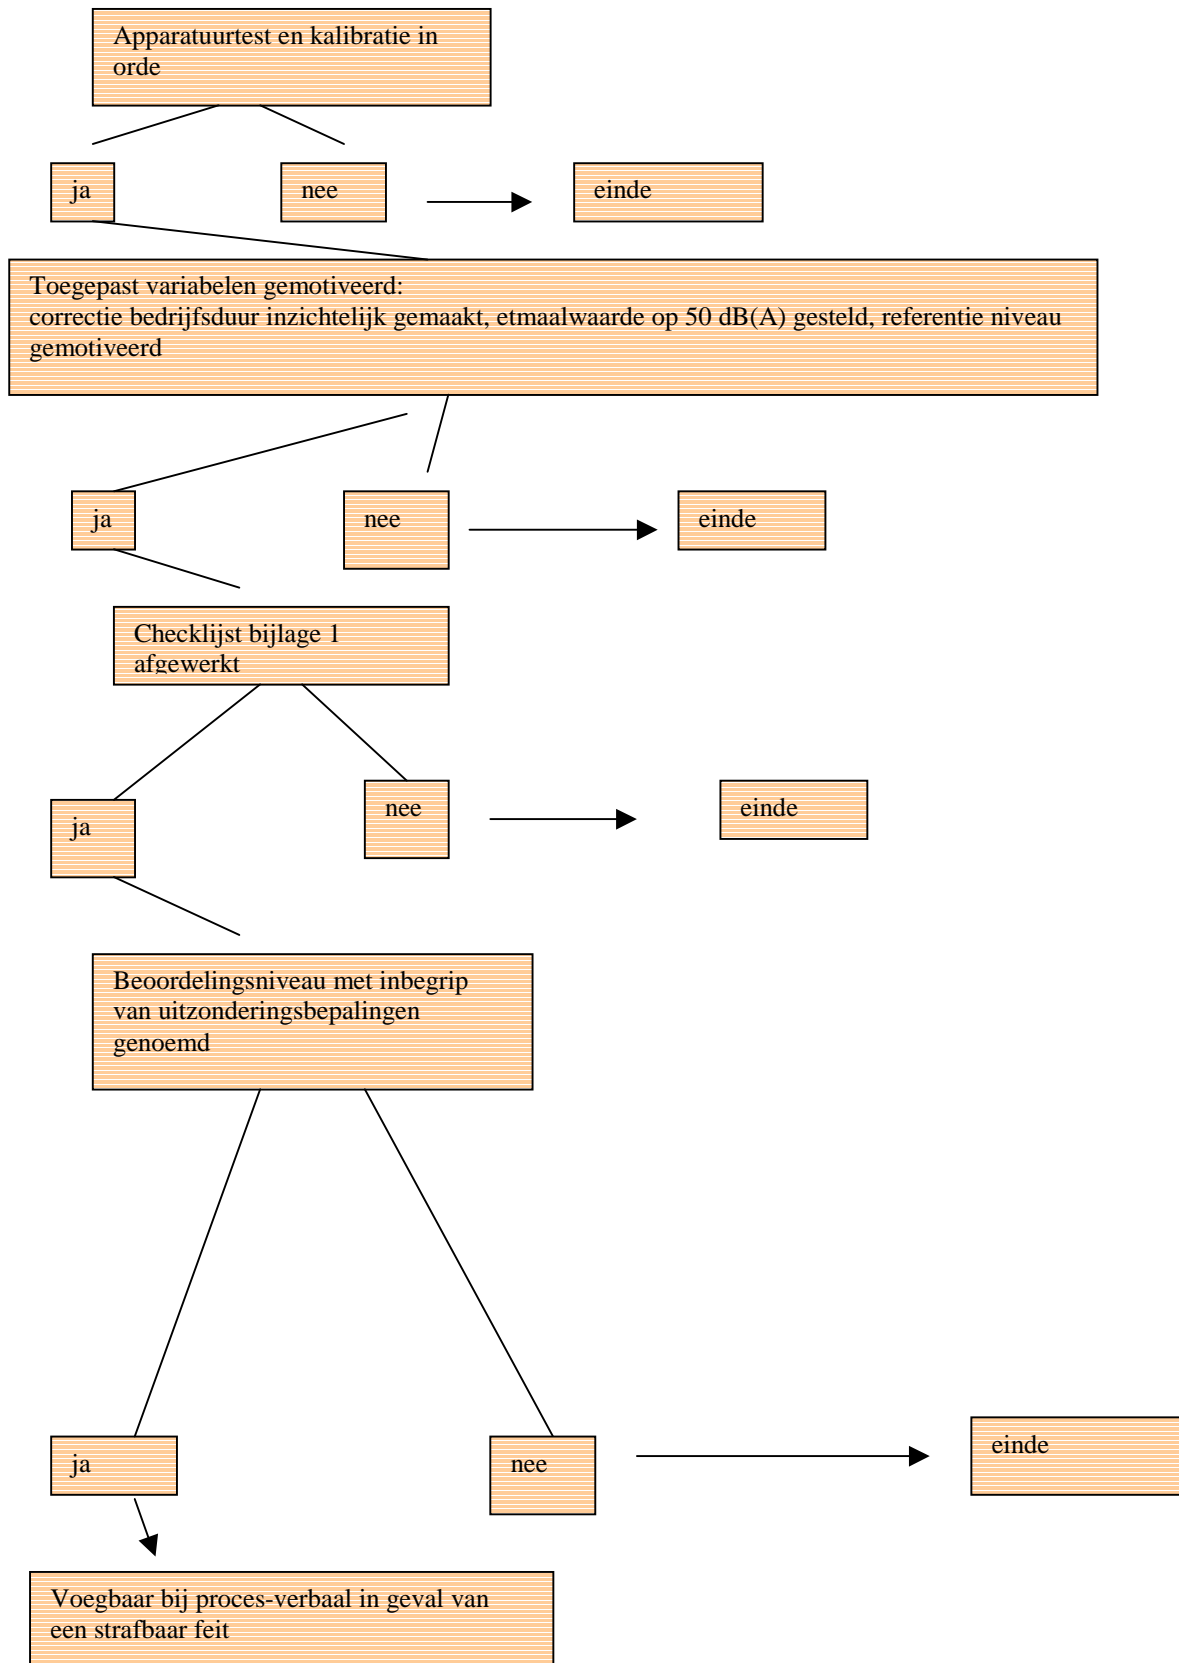 Apparatuurtest en kalibratie in
orde
ja
nee
einde
Toegepast variabelen gemotiveerd:
correctie bedrijfsduur inzichtelijk gemaakt, etmaalwaarde op 50 dB(A) gesteld, referentie niveau
gemotiveerd
ja
nee
einde
Checklijst bijlage 1
afgewerkt
ja
nee
einde
Beoordelingsniveau met inbegrip
van uitzonderingsbepalingen
genoemd
ja
nee
einde
Voegbaar bij proces-verbaal in geval van
een strafbaar feit